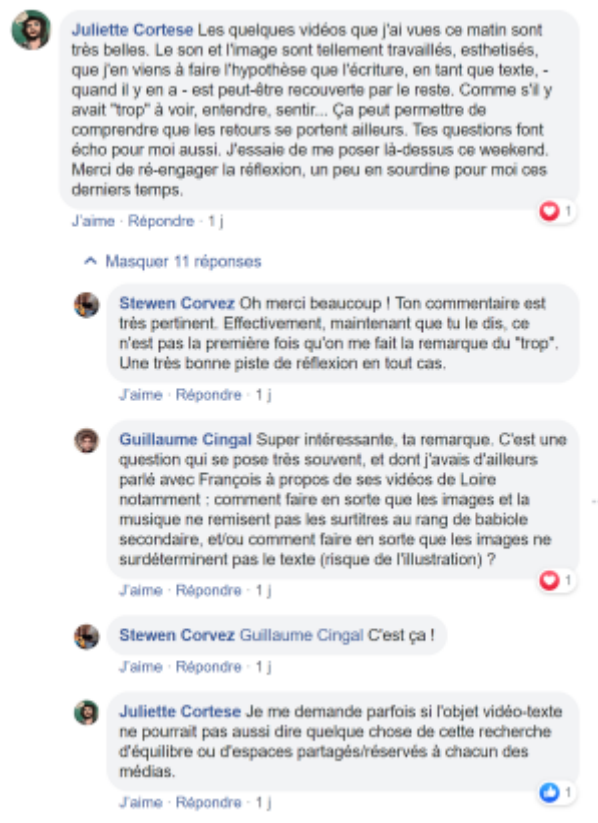 Juliette Cortese Les quelques vidéos que j'ai vues ce matin sont
très belles. Le son et l'image sont tellement travaillés, esthetisés,
que j'en viens à faire l'hypothèse que l'écriture, en tant que texte, -
quand il y en a - est peut-être recouverte par le reste. Comme s'il y
avait "trop" à voir, entendre, sentir... Ça peut permettre de
comprendre que les retours se portent ailleurs. Tes questions font
écho pour moi aussi. J'essaie de me poser là-dessus ce weekend.
Merci de ré-engager la réflexion, un peu en sourdine pour moi ces
derniers temps.
1
J'aime · Répondre · 1 j
Masquer 11 réponses
Stewen Corvez Oh merci beaucoup ! Ton commentaire est
très pertinent. Effectivement, maintenant que tu le dis, ce
n'est pas la première fois qu'on me fait la remarque du "trop".
Une très bonne piste de réflexion en tout cas.
J'aime · Répondre · 1 j
Guillaume Cingal Super intéressante, ta remarque. C'est une
question qui se pose très souvent, et dont j'avais d'ailleurs
parlé avec François à propos de ses vidéos de Loire
notamment : comment faire en sorte que les images et la
musique ne remisent pas les surtitres au rang de babiole
secondaire, et/ou comment faire en sorte que les images ne
surdéterminent pas le texte (risque de l'illustration) ?
1
J'aime · Répondre · 1 j
Stewen Corvez Guillaume Cingal C'est ça !
J'aime · Répondre · 1 j
Juliette Cortese Je me demande parfois si l'objet vidéo-texte
ne pourrait pas aussi dire quelque chose de cette recherche
d'équilibre ou d'espaces partagés/réservés à chacun des
médias.
1
J'aime · Répondre · 1 j